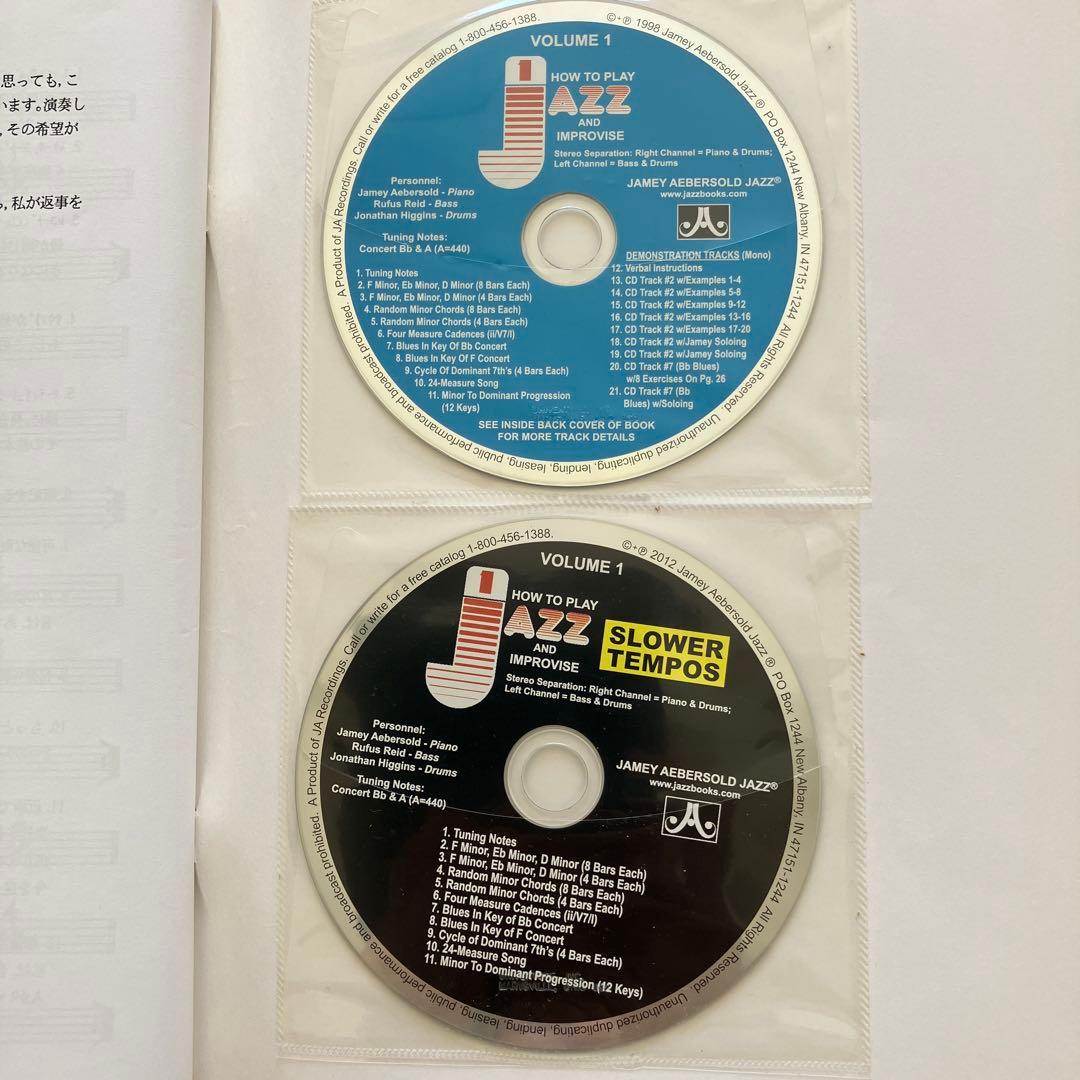 思っても，こ
います。演奏し
，その希望が
，私が返事を
A Product of JA Recordings. Call or write for a free catalog 1-800-456-1388.
©+℗ 1998 Jamey Aebersold Jazz® PO Box 1244 New Albany, IN 47151-1244 All Rights Reserved. Unauthorized duplicating, lending, leasing, public performance and broadcast prohibited.
VOLUME 1
1
HOW TO PLAY
JAZZ
AND
IMPROVISE
Stereo Separation: Right Channel = Piano & Drums;
Left Channel = Bass & Drums
Personnel:
Jamey Aebersold - Piano
Rufus Reid - Bass
Jonathan Higgins - Drums
Tuning Notes:
Concert Bb & A (A=440)
JAMEY AEBERSOLD JAZZ®
www.jazzbooks.com
1. Tuning Notes
2. F Minor, Eb Minor, D Minor (8 Bars Each)
3. F Minor, Eb Minor, D Minor (4 Bars Each)
4. Random Minor Chords (8 Bars Each)
5. Random Minor Chords (4 Bars Each)
6. Four Measure Cadences (ii/V7/I)
7. Blues In Key Of Bb Concert
8. Blues In Key Of F Concert
9. Cycle Of Dominant 7th's (4 Bars Each)
10. 24-Measure Song
11. Minor To Dominant Progression
(12 Keys)
DEMONSTRATION TRACKS (Mono)
12. Verbal Instructions
13. CD Track #2 w/Examples 1-4
14. CD Track #2 w/Examples 5-8
15. CD Track #2 w/Examples 9-12
16. CD Track #2 w/Examples 13-16
17. CD Track #2 w/Examples 17-20
18. CD Track #2 w/Jamey Soloing
19. CD Track #2 w/Jamey Soloing
20. CD Track #7 (Bb Blues)
w/8 Exercises On Pg. 26
21. CD Track #7 (Bb
Blues) w/Soloing
SEE INSIDE BACK COVER OF BOOK
FOR MORE TRACK DETAILS
A Product of JA Recordings. Call or write for a free catalog 1-800-456-1388.
©+℗ 2012 Jamey Aebersold Jazz® PO Box 1244 New Albany, IN 47151-1244 All Rights Reserved. Unauthorized duplicating, lending, leasing, public performance and broadcast prohibited.
VOLUME 1
1
HOW TO PLAY
JAZZ
AND
IMPROVISE
SLOWER
TEMPOS
Stereo Separation: Right Channel = Piano & Drums;
Left Channel = Bass & Drums
Personnel:
Jamey Aebersold - Piano
Rufus Reid - Bass
Jonathan Higgins - Drums
Tuning Notes:
Concert Bb & A (A=440)
JAMEY AEBERSOLD JAZZ®
www.jazzbooks.com
1. Tuning Notes
2. F Minor, Eb Minor, D Minor (8 Bars Each)
3. F Minor, Eb Minor, D Minor (4 Bars Each)
4. Random Minor Chords (8 Bars Each)
5. Random Minor Chords (4 Bars Each)
6. Four Measure Cadences (ii/V7/I)
7. Blues In Key of Bb Concert
8. Blues In Key of F Concert
9. Cycle of Dominant 7th's (4 Bars Each)
10. 24-Measure Song
11. Minor To Dominant Progression (12 Keys)